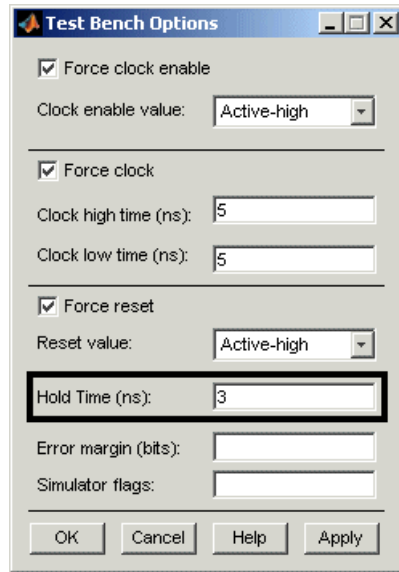 Test Bench Options
Force clock enable
Clock enable value: Active-high
Force clock
Clock high time (ns): 5
Clock low time (ns): 5
Force reset
Reset value: Active-high
Hold Time (ns): 3
Error margin (bits):
Simulator flags:
OK Cancel Help Apply